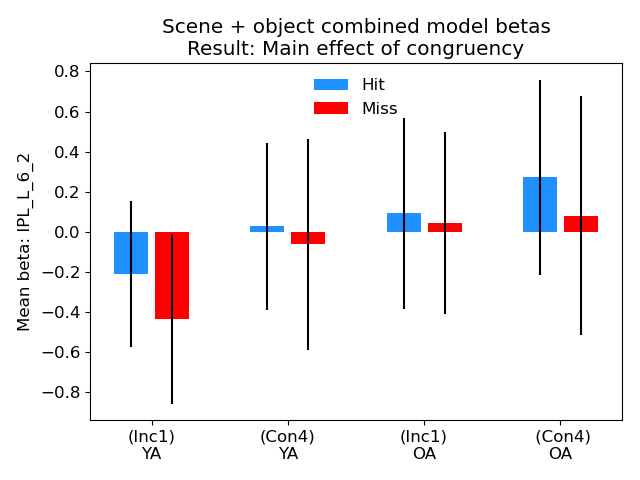 Scene + object combined model betas
Result: Main effect of congruency
Hit
Miss
Mean beta: IPL_L_6_2
0.8
0.6
0.4
0.2
0.0
−0.2
−0.4
−0.6
−0.8
(Inc1)
YA
(Con4)
YA
(Inc1)
OA
(Con4)
OA